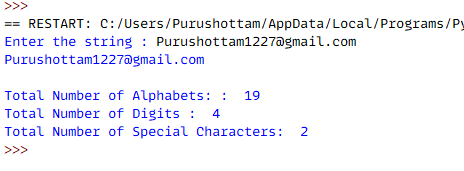 >>>
== RESTART: C:/Users/Purushottam/AppData/Local/Programs/Py
Enter the string : Purushottam1227@gmail.com
Purushottam1227@gmail.com
Total Number of Alphabets: :  19
Total Number of Digits :  4
Total Number of Special Characters:  2
>>>